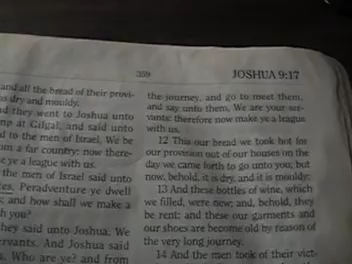 359
JOSHUA 9:17
and all the bread of their provi-
as dry and mouldy.
d they went to Joshua unto
mp at Gilgal, and said unto
d to the men of Israel, We be
om a far country: now there-
e ye a league with us.
the men of Israel said unto
es, Peradventure ye dwell
; and how shall we make a
h you?
hey said unto Joshua, We
rvants. And Joshua said
. Who are ye? and from
the journey, and go to meet them,
and say unto them, We are your ser-
vants: therefore now make ye a league
with us.
12 This our bread we took hot for
our provision out of our houses on the
day we came forth to go unto you; but
now, behold, it is dry, and it is mouldy:
13 And these bottles of wine, which
we filled, were new; and, behold, they
be rent: and these our garments and
our shoes are become old by reason of
the very long journey.
14 And the men took of their vict-